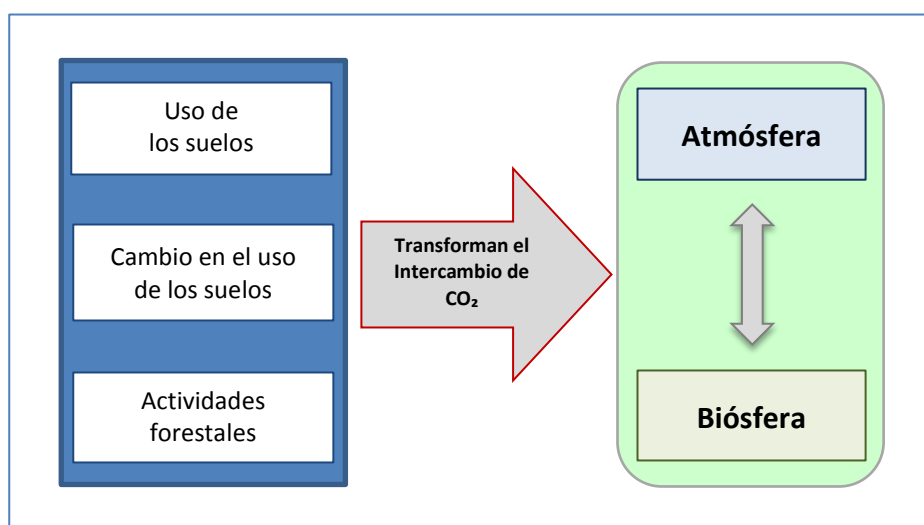 Uso de
los suelos
Cambio en el uso
de los suelos
Actividades
forestales
Transforman el
Intercambio de
CO₂
Atmósfera
Biósfera